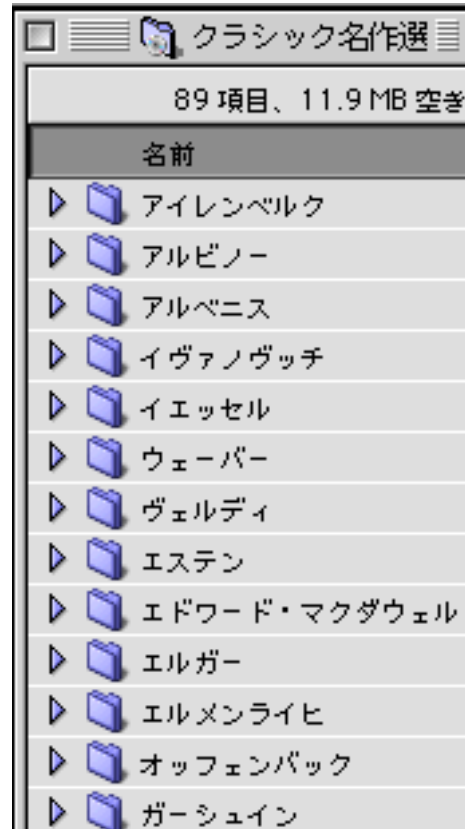 クラシック名作選
89 項目、11.9 MB 空き
名前
アイレンベルク
アルビノー
アルベニス
イヴァノヴッチ
イエッセル
ウェーバー
ヴェルディ
エステン
エドワード・マクダウェル
エルガー
エルメンライヒ
オッフェンバック
ガーシュイン